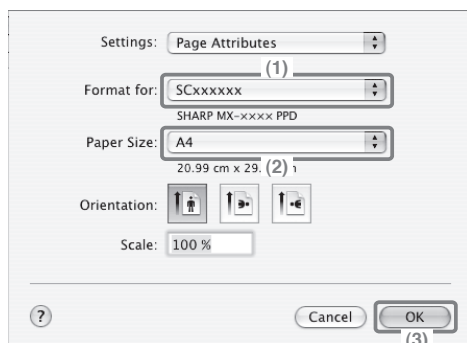 Settings: Page Attributes
(1)
Format for: SCxxxxxx
SHARP MX-×××× PPD
Paper Size: A4
20.99 cm x 29. (2)
Orientation:
Scale: 100 %
? Cancel OK
(3)